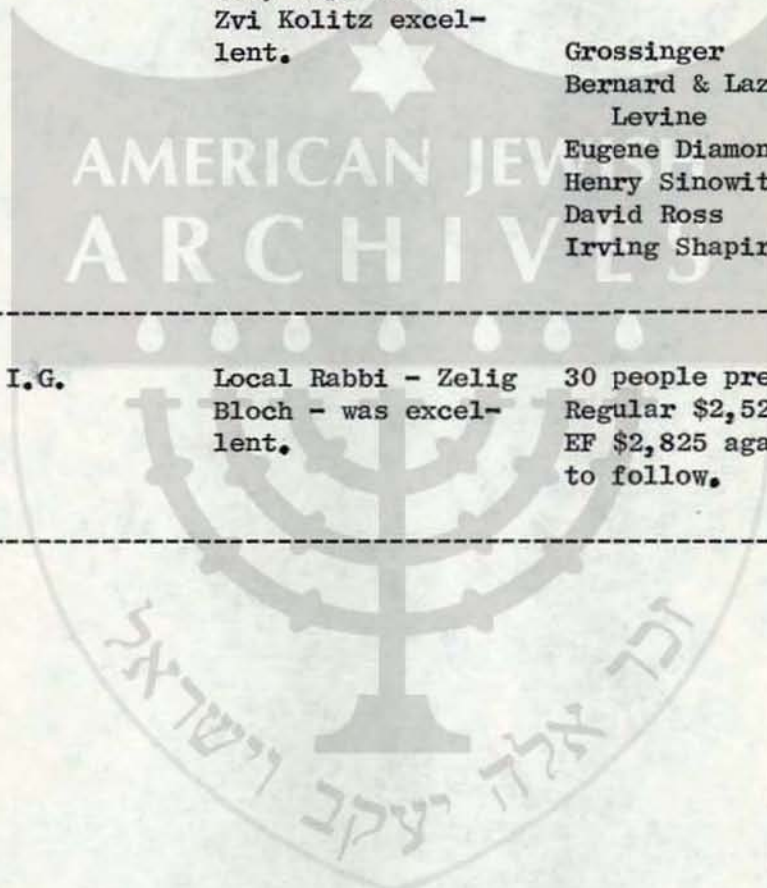 Zvi Kolitz excel-
lent.
Grossinger
Bernard & Laz
Levine
Eugene Diamon
Henry Sinowit
David Ross
Irving Shapir
AMERICAN JEWISH
ARCHIVES
I.G.
Local Rabbi - Zelig
Bloch - was excel-
lent.
30 people pre
Regular $2,52
EF $2,825 aga
to follow.
זכר אלה יעקב וישראל